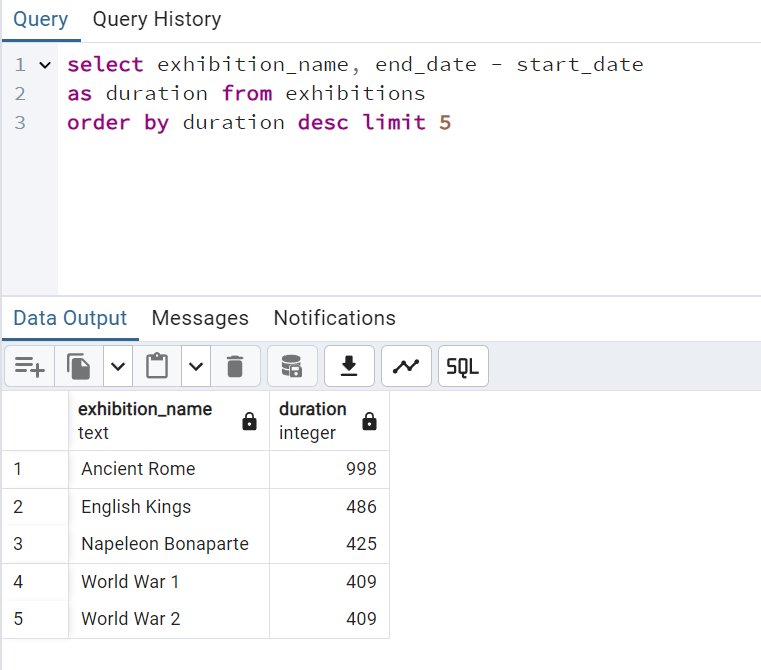 Query Query History
1 select exhibition_name, end_date - start_date
2 as duration from exhibitions
3 order by duration desc limit 5
Data Output Messages Notifications
SQL
exhibition_name duration
text integer
1 Ancient Rome 998
2 English Kings 486
3 Napeleon Bonaparte 425
4 World War 1 409
5 World War 2 409